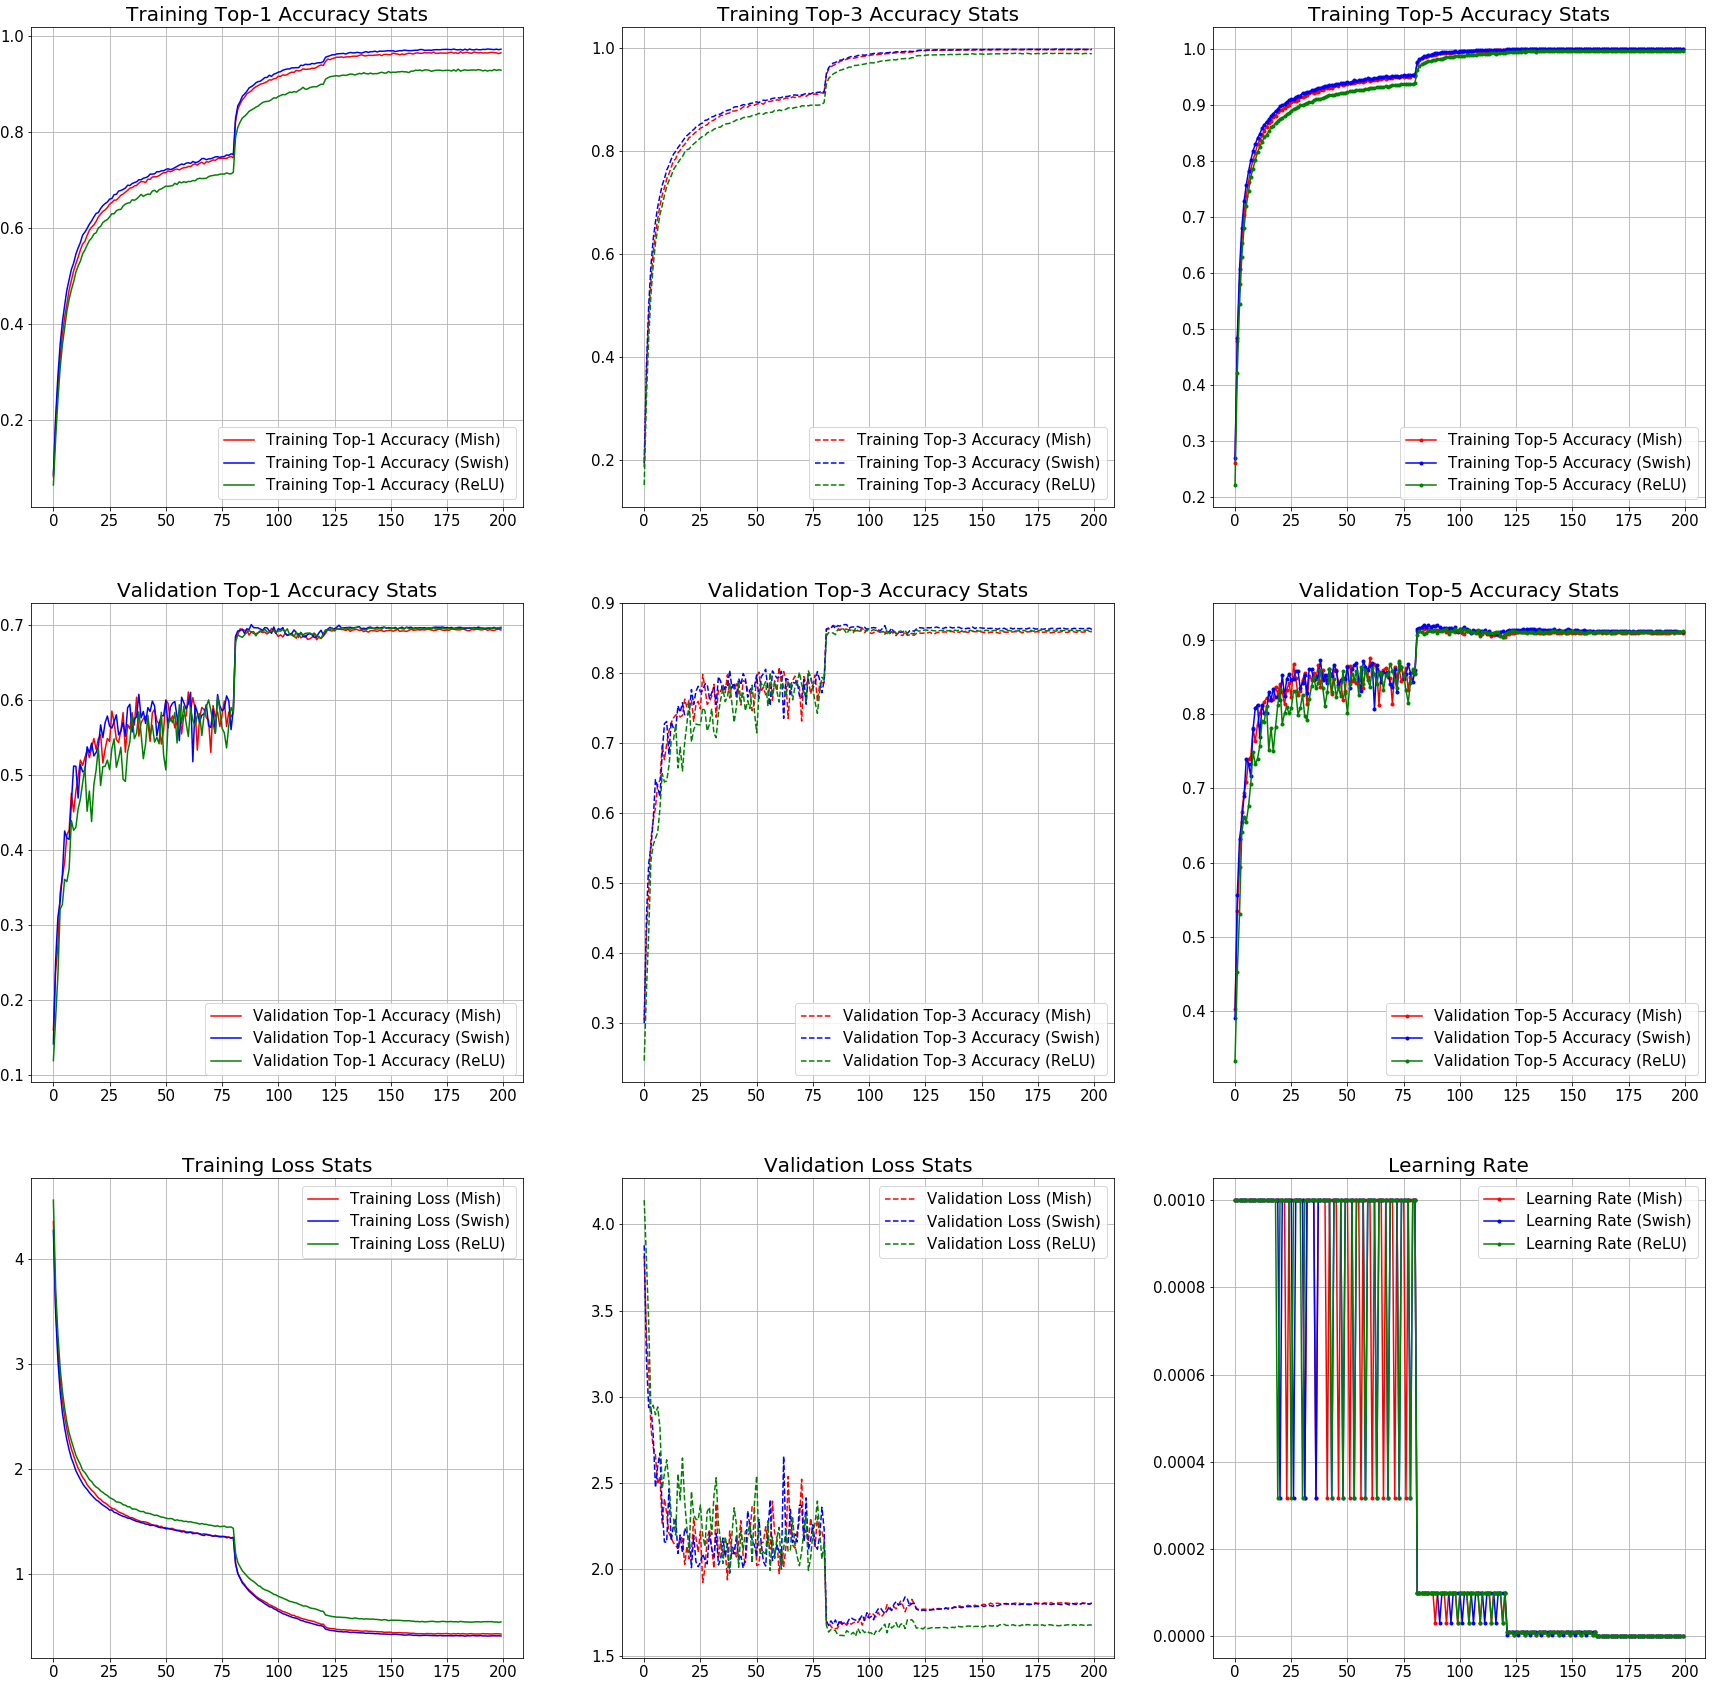 Training Top-1 Accuracy Stats
1.0
0.8
0.6
0.4
0.2
Training Top-1 Accuracy (Mish)
Training Top-1 Accuracy (Swish)
Training Top-1 Accuracy (ReLU)
0 25 50 75 100 125 150 175 200
Training Top-3 Accuracy Stats
1.0
0.8
0.6
0.4
0.2
Training Top-3 Accuracy (Mish)
Training Top-3 Accuracy (Swish)
Training Top-3 Accuracy (ReLU)
0 25 50 75 100 125 150 175 200
Training Top-5 Accuracy Stats
1.0
0.9
0.8
0.7
0.6
0.5
0.4
0.3
0.2
Training Top-5 Accuracy (Mish)
Training Top-5 Accuracy (Swish)
Training Top-5 Accuracy (ReLU)
0 25 50 75 100 125 150 175 200
Validation Top-1 Accuracy Stats
0.7
0.6
0.5
0.4
0.3
0.2
0.1
Validation Top-1 Accuracy (Mish)
Validation Top-1 Accuracy (Swish)
Validation Top-1 Accuracy (ReLU)
0 25 50 75 100 125 150 175 200
Validation Top-3 Accuracy Stats
0.9
0.8
0.7
0.6
0.5
0.4
0.3
Validation Top-3 Accuracy (Mish)
Validation Top-3 Accuracy (Swish)
Validation Top-3 Accuracy (ReLU)
0 25 50 75 100 125 150 175 200
Validation Top-5 Accuracy Stats
0.9
0.8
0.7
0.6
0.5
0.4
Validation Top-5 Accuracy (Mish)
Validation Top-5 Accuracy (Swish)
Validation Top-5 Accuracy (ReLU)
0 25 50 75 100 125 150 175 200
Training Loss Stats
Training Loss (Mish)
Training Loss (Swish)
Training Loss (ReLU)
4
3
2
1
0 25 50 75 100 125 150 175 200
Validation Loss Stats
Validation Loss (Mish)
Validation Loss (Swish)
Validation Loss (ReLU)
4.0
3.5
3.0
2.5
2.0
1.5
0 25 50 75 100 125 150 175 200
Learning Rate
Learning Rate (Mish)
Learning Rate (Swish)
Learning Rate (ReLU)
0.0010
0.0008
0.0006
0.0004
0.0002
0.0000
0 25 50 75 100 125 150 175 200